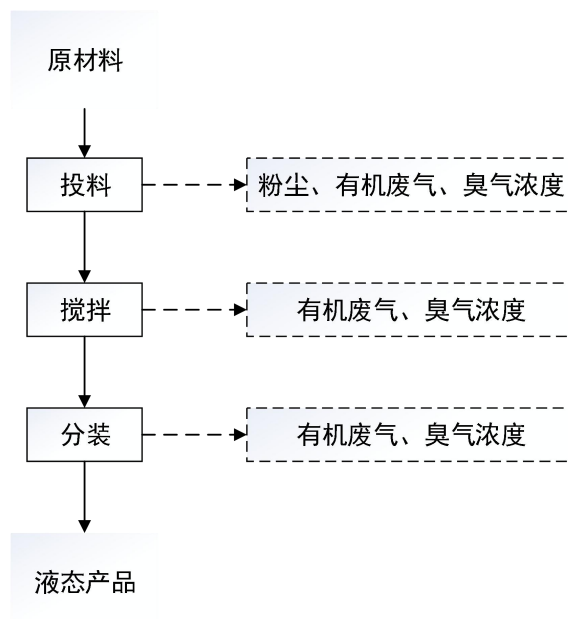 原材料
投料
粉尘、有机废气、臭气浓度
搅拌
有机废气、臭气浓度
分装
有机废气、臭气浓度
液态产品